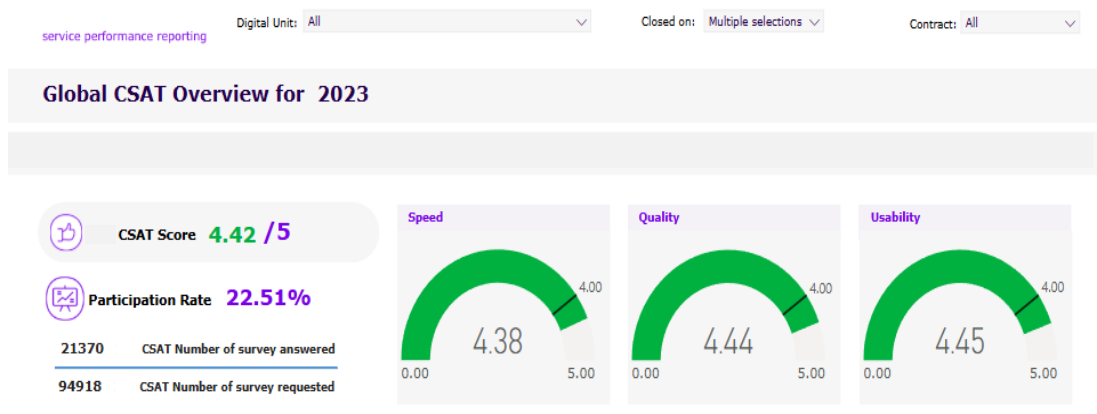 Digital Unit: All
Closed on: Multiple selections
Contract: All
service performance reporting
Global CSAT Overview for 2023
CSAT Score 4.42 /5
Participation Rate 22.51%
21370 CSAT Number of survey answered
94918 CSAT Number of survey requested
Speed
4.00
4.38
0.00 5.00
Quality
4.00
4.44
0.00 5.00
Usability
4.00
4.45
0.00 5.00